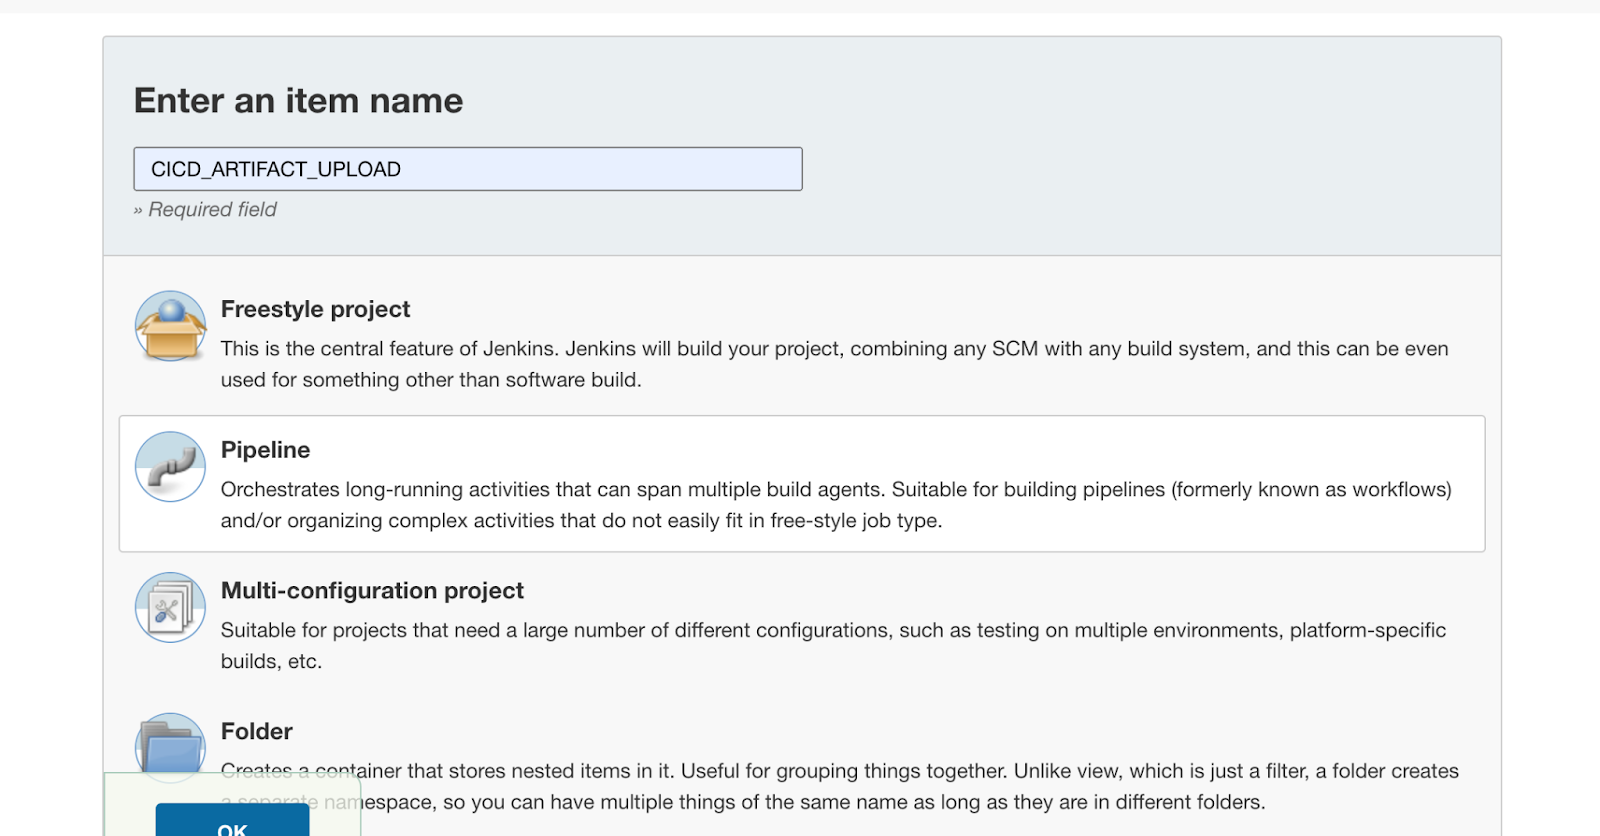 Enter an item name
CICD_ARTIFACT_UPLOAD
» Required field
Freestyle project
This is the central feature of Jenkins. Jenkins will build your project, combining any SCM with any build system, and this can be even
used for something other than software build.
Pipeline
Orchestrates long-running activities that can span multiple build agents. Suitable for building pipelines (formerly known as workflows)
and/or organizing complex activities that do not easily fit in free-style job type.
Multi-configuration project
Suitable for projects that need a large number of different configurations, such as testing on multiple environments, platform-specific
builds, etc.
Folder
Creates a container that stores nested items in it. Useful for grouping things together. Unlike view, which is just a filter, a folder creates
a separate namespace, so you can have multiple things of the same name as long as they are in different folders.
OK